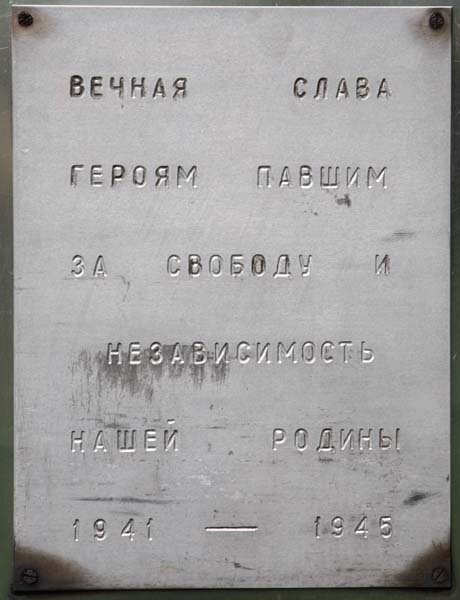 ВЕЧНАЯ СЛАВА
ГЕРОЯМ ПАВШИМ
ЗА СВОБОДУ И
НЕЗАВИСИМОСТЬ
НАШЕЙ РОДИНЫ
1941 — 1945